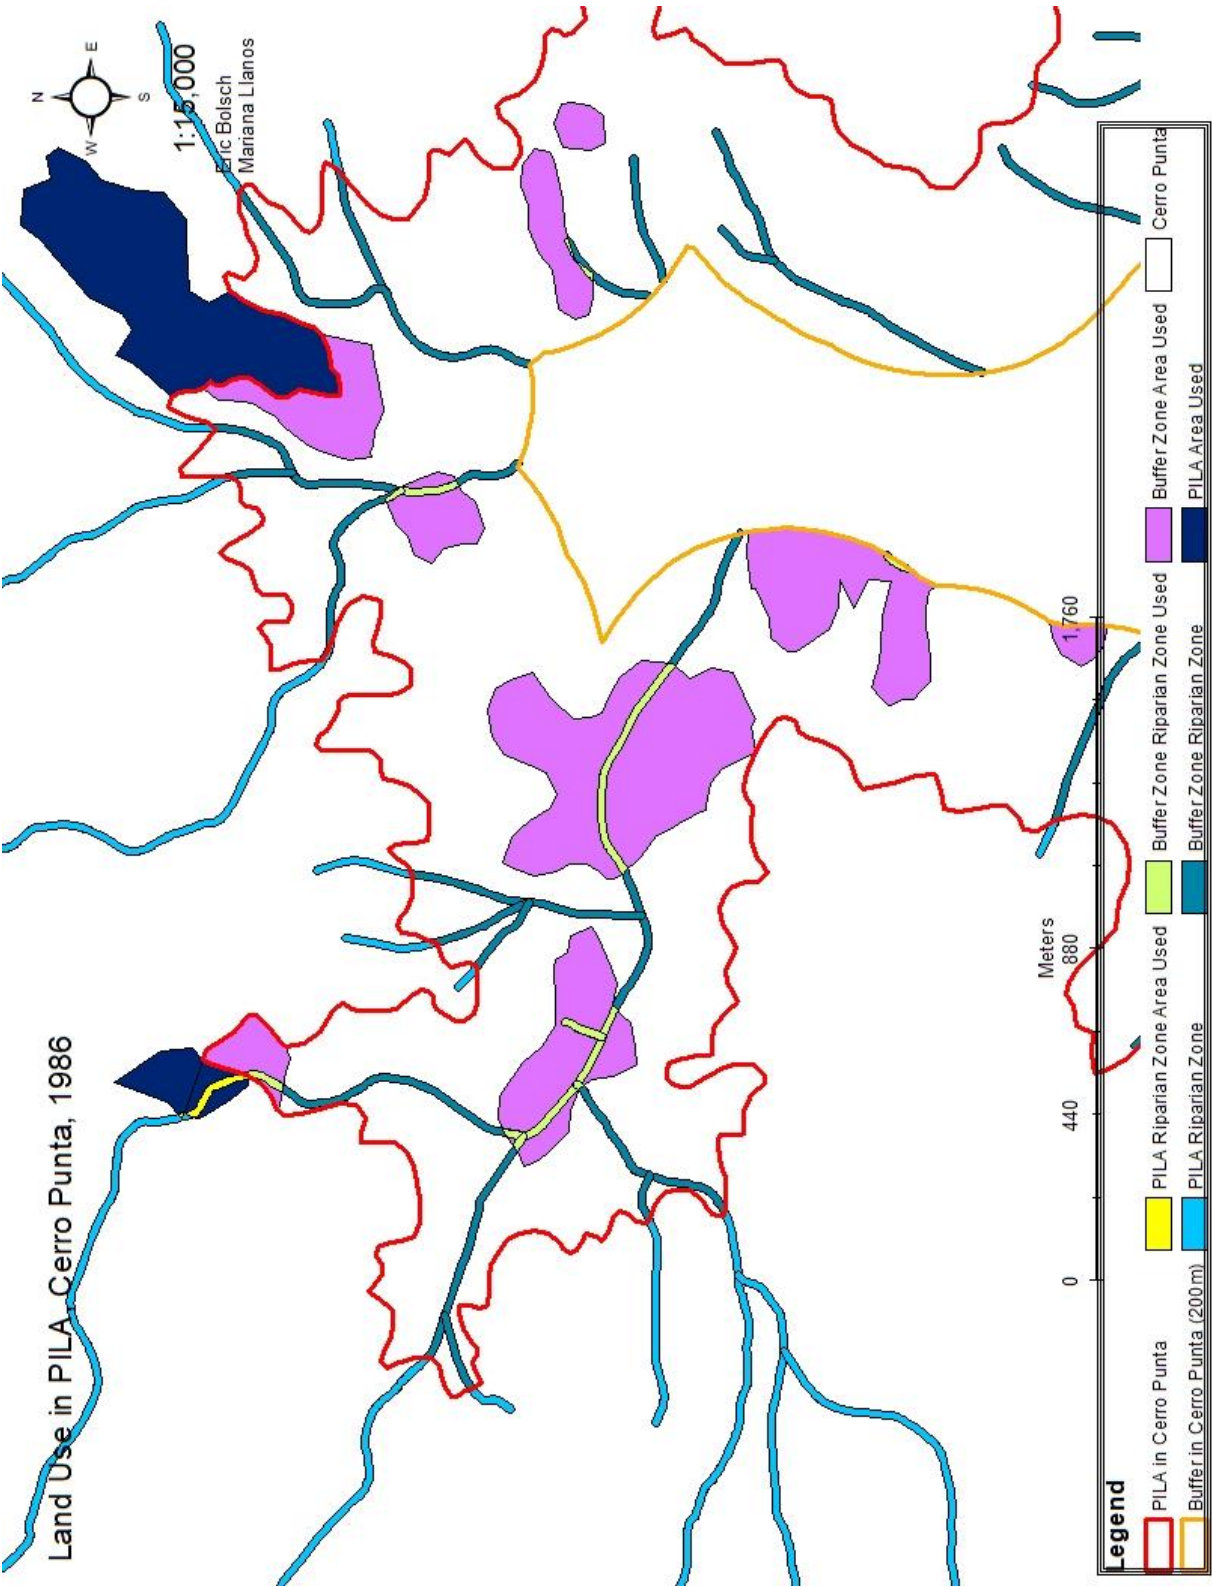 Land Use in PILA, Cerro Punta, 1986
N
W
E
S
1:15,000
Eric Bolsch
Mariana Llanos
Meters
0
440
880
1,760
Legend
PILA in Cerro Punta
PILA Riparian Zone Area Used
Buffer Zone Riparian Zone Used
Buffer Zone Area Used
Cerro Punta
Buffer in Cerro Punta (200m)
PILA Riparian Zone
Buffer Zone Riparian Zone
PILA Area Used